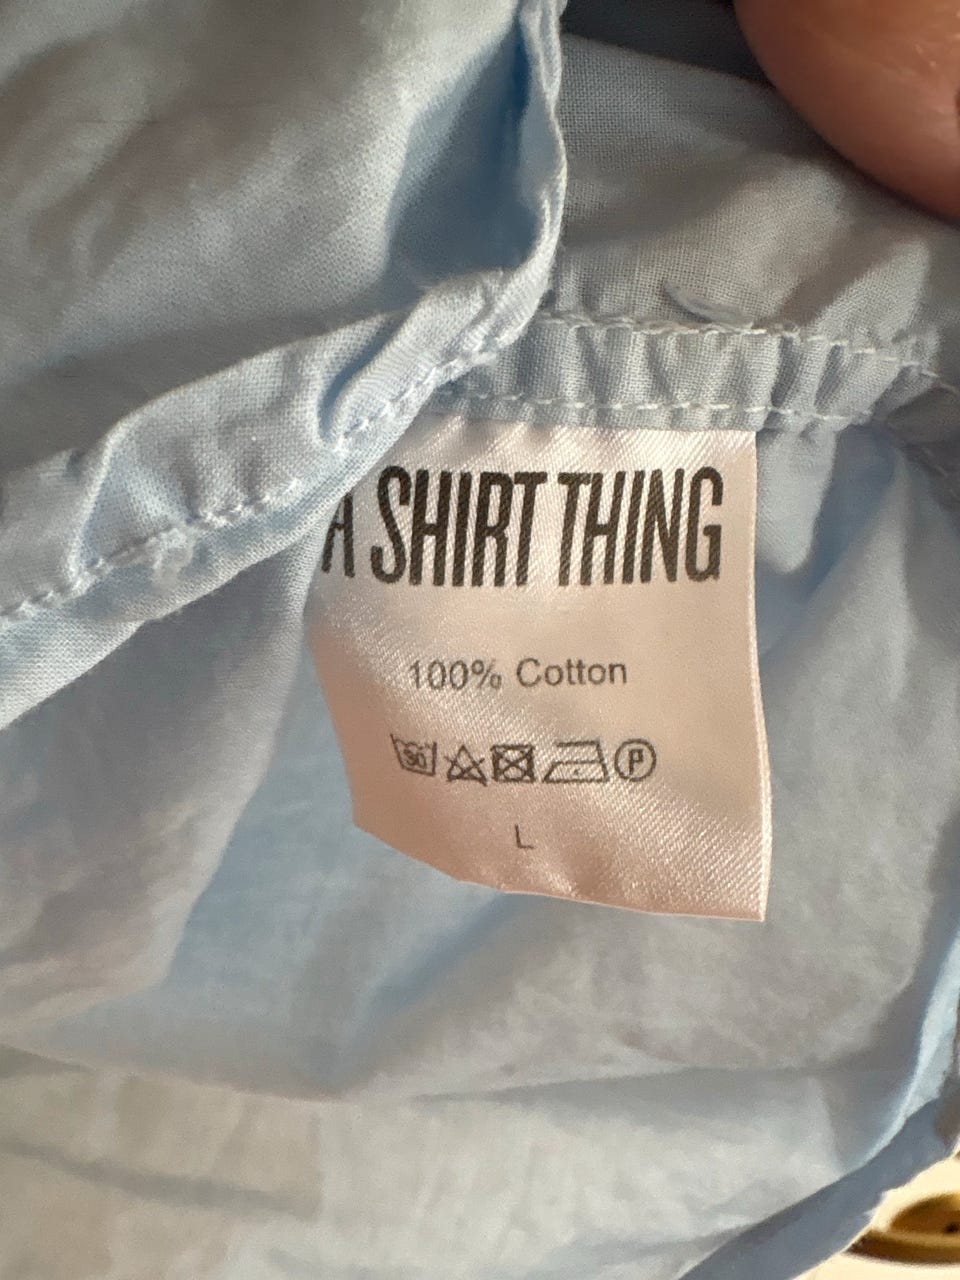 A SHIRT THING
100% Cotton
P
L